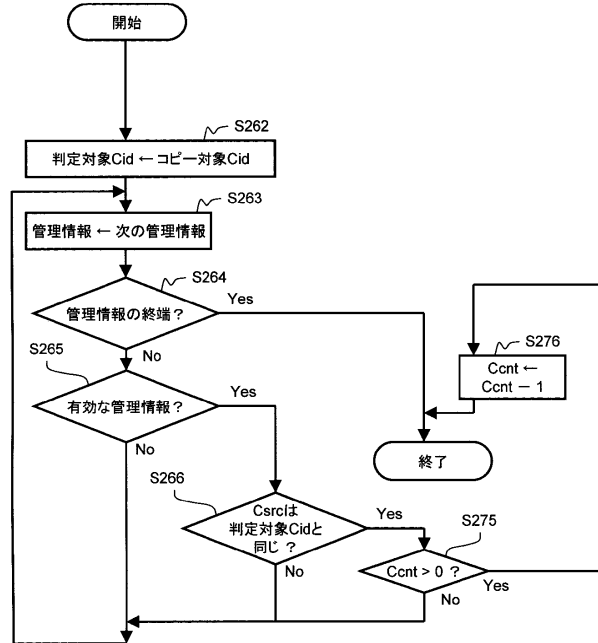 開始
S262
判定対象Cid ← コピー対象Cid
S263
管理情報 ← 次の管理情報
S264
管理情報の終端？
Yes
No
S276
Ccnt ←
Ccnt － 1
S265
有効な管理情報？
Yes
No
終了
S266
Csrcは
判定対象Cidと
同じ ？
Yes
No
S275
Ccnt > 0 ？
Yes
No